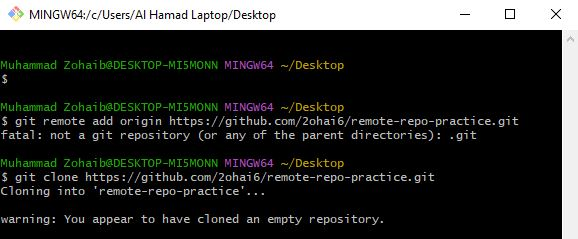 MINGW64:/c/Users/Al Hamad Laptop/Desktop
Muhammad Zohaib@DESKTOP-MI5MONN MINGW64 ~/Desktop
$
Muhammad Zohaib@DESKTOP-MI5MONN MINGW64 ~/Desktop
$ git remote add origin https://github.com/2ohai6/remote-repo-practice.git
fatal: not a git repository (or any of the parent directories): .git
Muhammad Zohaib@DESKTOP-MI5MONN MINGW64 ~/Desktop
$ git clone https://github.com/2ohai6/remote-repo-practice.git
Cloning into 'remote-repo-practice'...
warning: You appear to have cloned an empty repository.